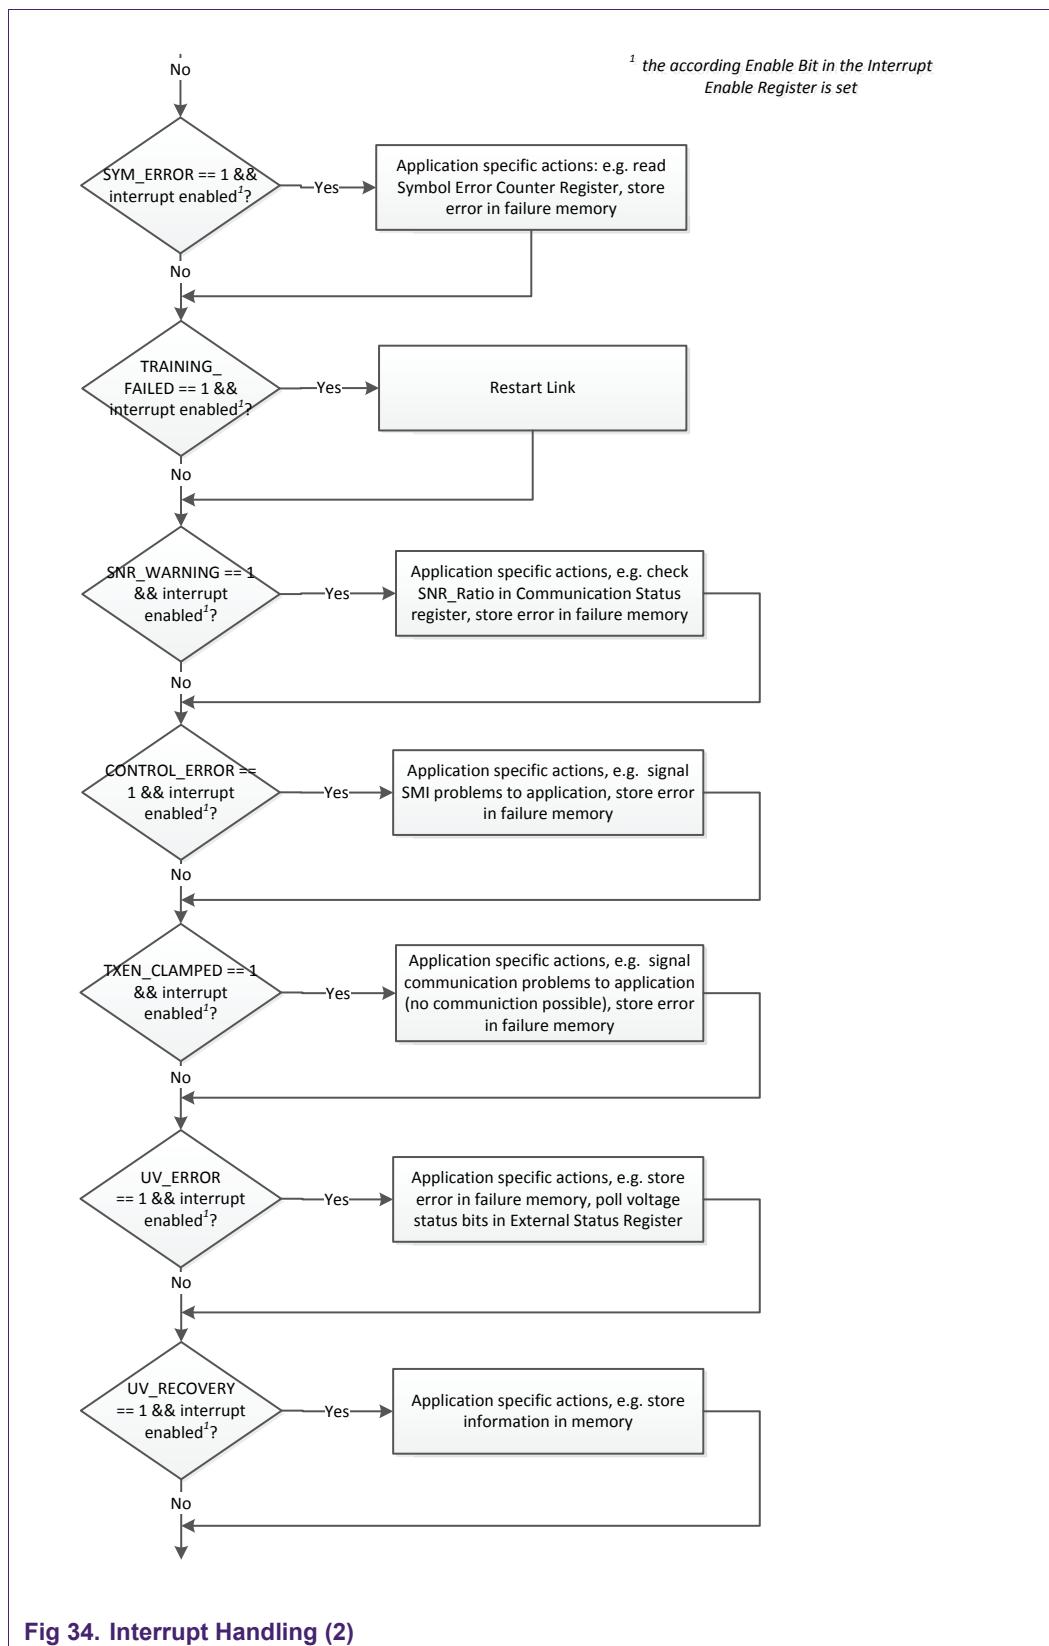 No
1 the according Enable Bit in the Interrupt
Enable Register is set
SYM_ERROR == 1 &&
interrupt enabled1?
Yes
Application specific actions: e.g. read
Symbol Error Counter Register, store
error in failure memory
No
TRAINING_
FAILED == 1 &&
interrupt enabled1?
Yes
Restart Link
No
SNR_WARNING == 1
&& interrupt
enabled1?
Yes
Application specific actions, e.g. check
SNR_Ratio in Communication Status
register, store error in failure memory
No
CONTROL_ERROR ==
1 && interrupt
enabled1?
Yes
Application specific actions, e.g. signal
SMI problems to application, store error
in failure memory
No
TXEN_CLAMPED == 1
&& interrupt
enabled1?
Yes
Application specific actions, e.g. signal
communication problems to application
(no communiction possible), store error
in failure memory
No
UV_ERROR
== 1 && interrupt
enabled1?
Yes
Application specific actions, e.g. store
error in failure memory, poll voltage
status bits in External Status Register
No
UV_RECOVERY
== 1 && interrupt
enabled1?
Yes
Application specific actions, e.g. store
information in memory
No
Fig 34. Interrupt Handling (2)